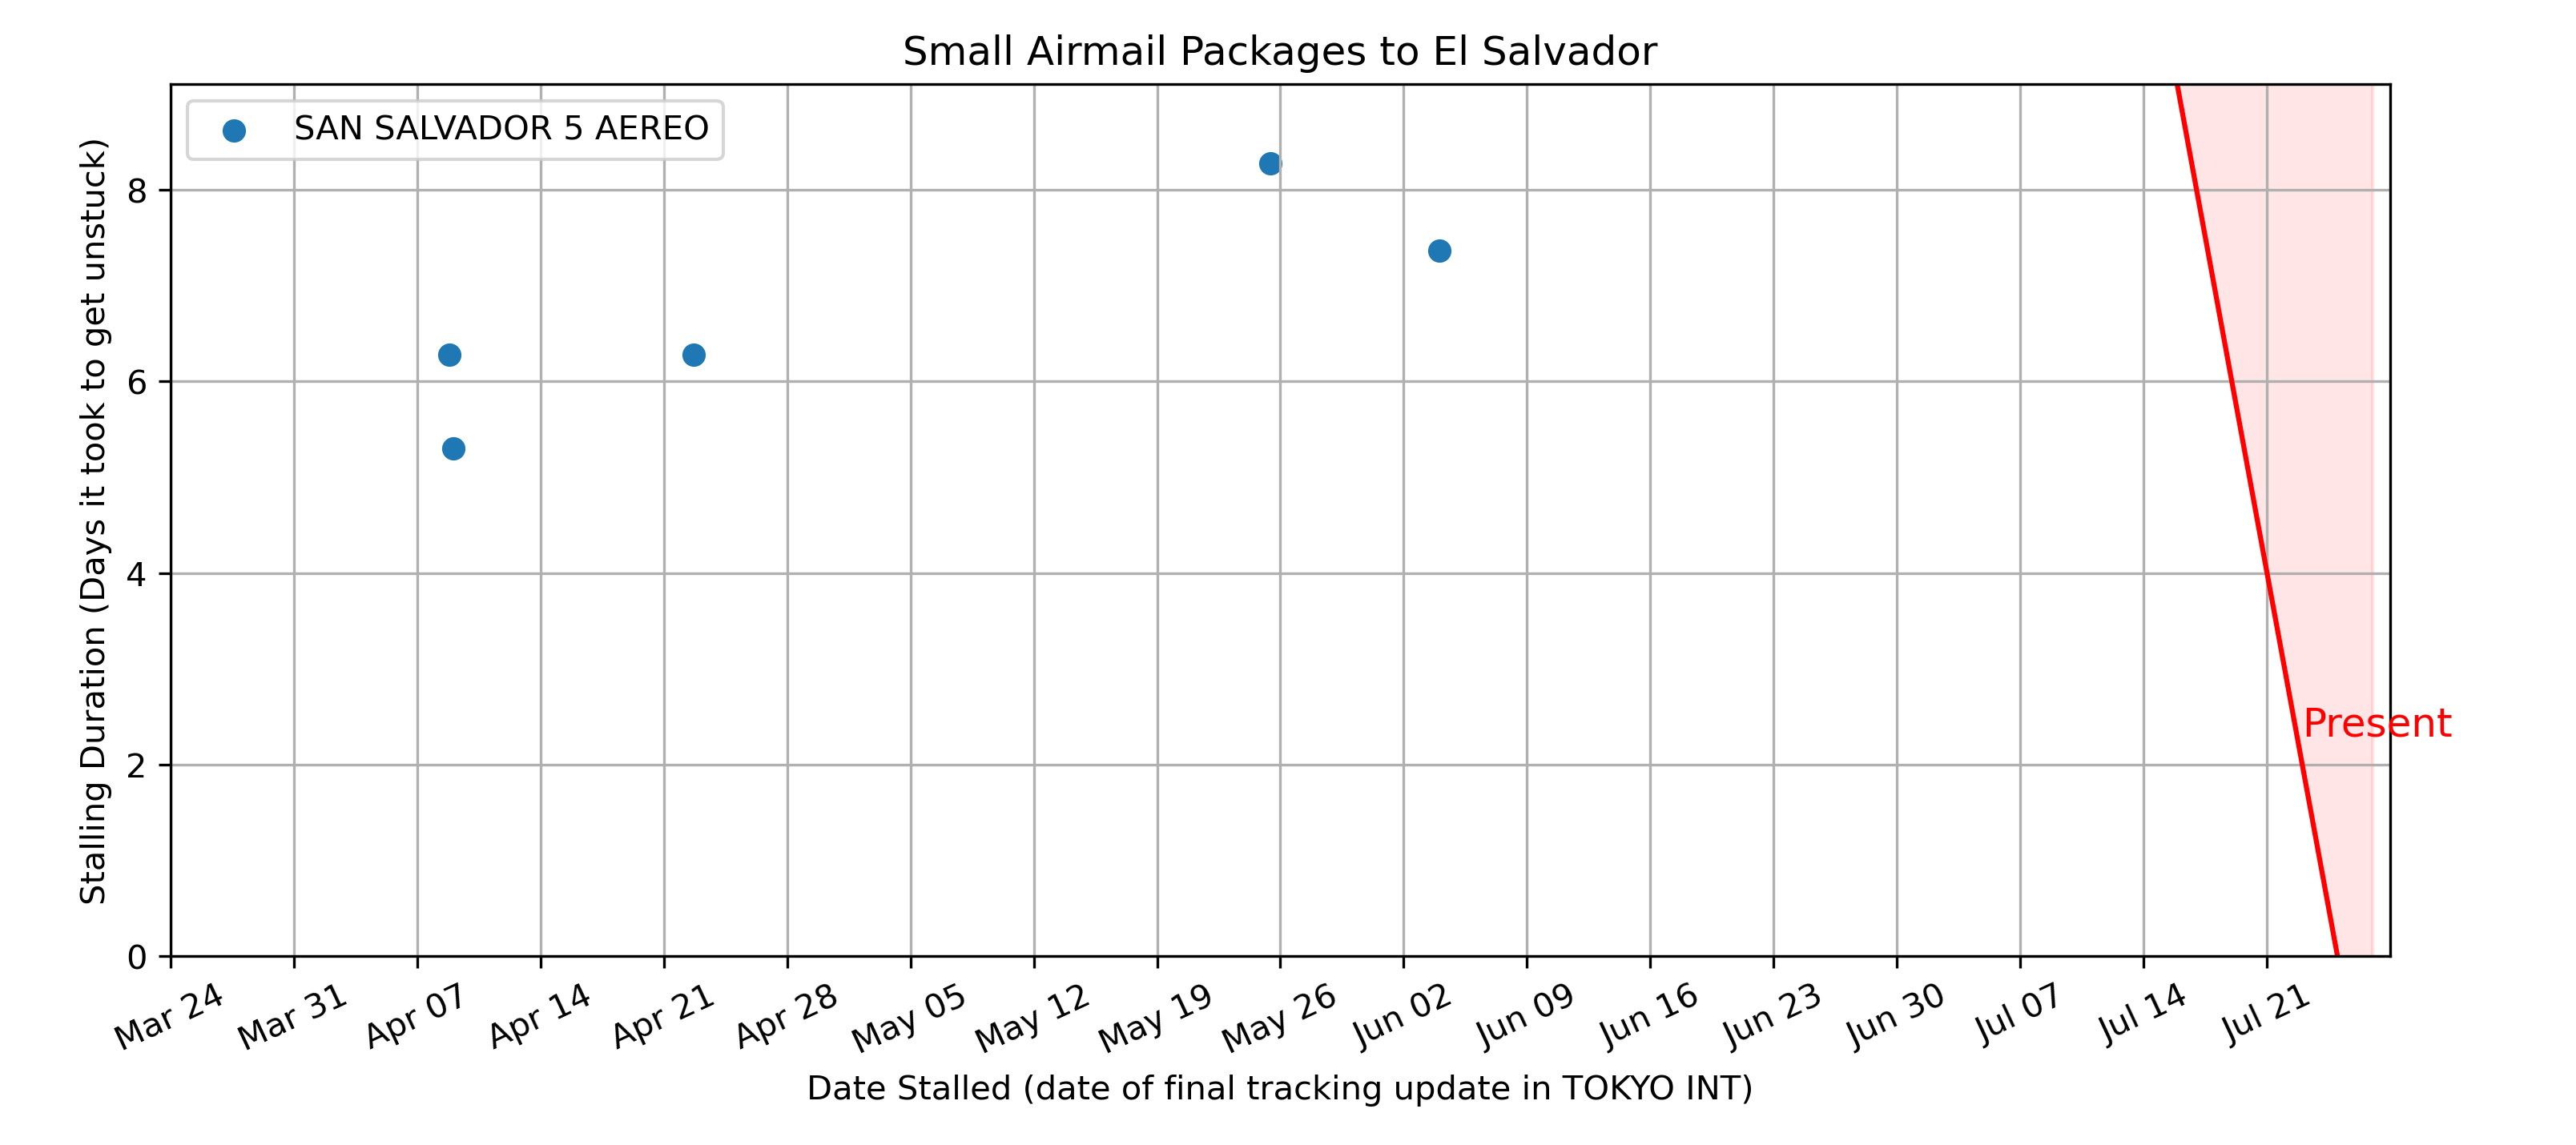 Small Airmail Packages to El Salvador
SAN SALVADOR 5 AEREO
Stalling Duration (Days it took to get unstuck)
8
6
4
2
0
Present
Mar 24
Mar 31
Apr 07
Apr 14
Apr 21
Apr 28
May 05
May 12
May 19
May 26
Jun 02
Jun 09
Jun 16
Jun 23
Jun 30
Jul 07
Jul 14
Jul 21
Date Stalled (date of final tracking update in TOKYO INT)